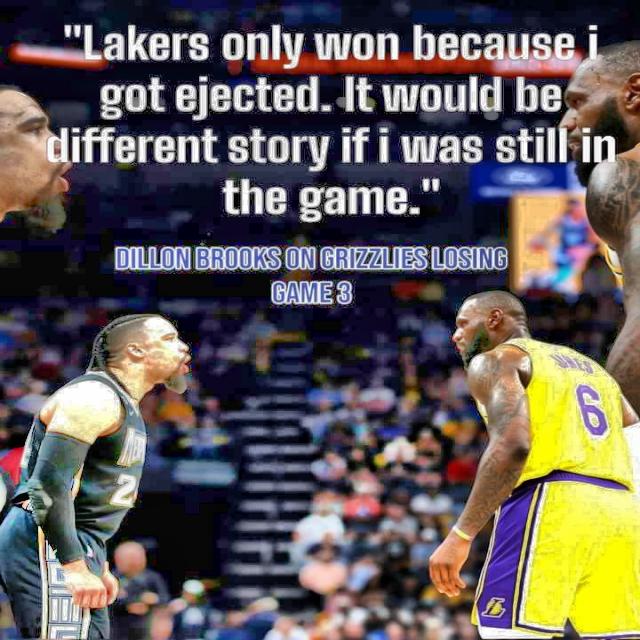 "Lakers only won because i
got ejected. It would be
different story if i was still in
the game."
DILLON BROOKS ON GRIZZLIES LOSING
GAME 3
6